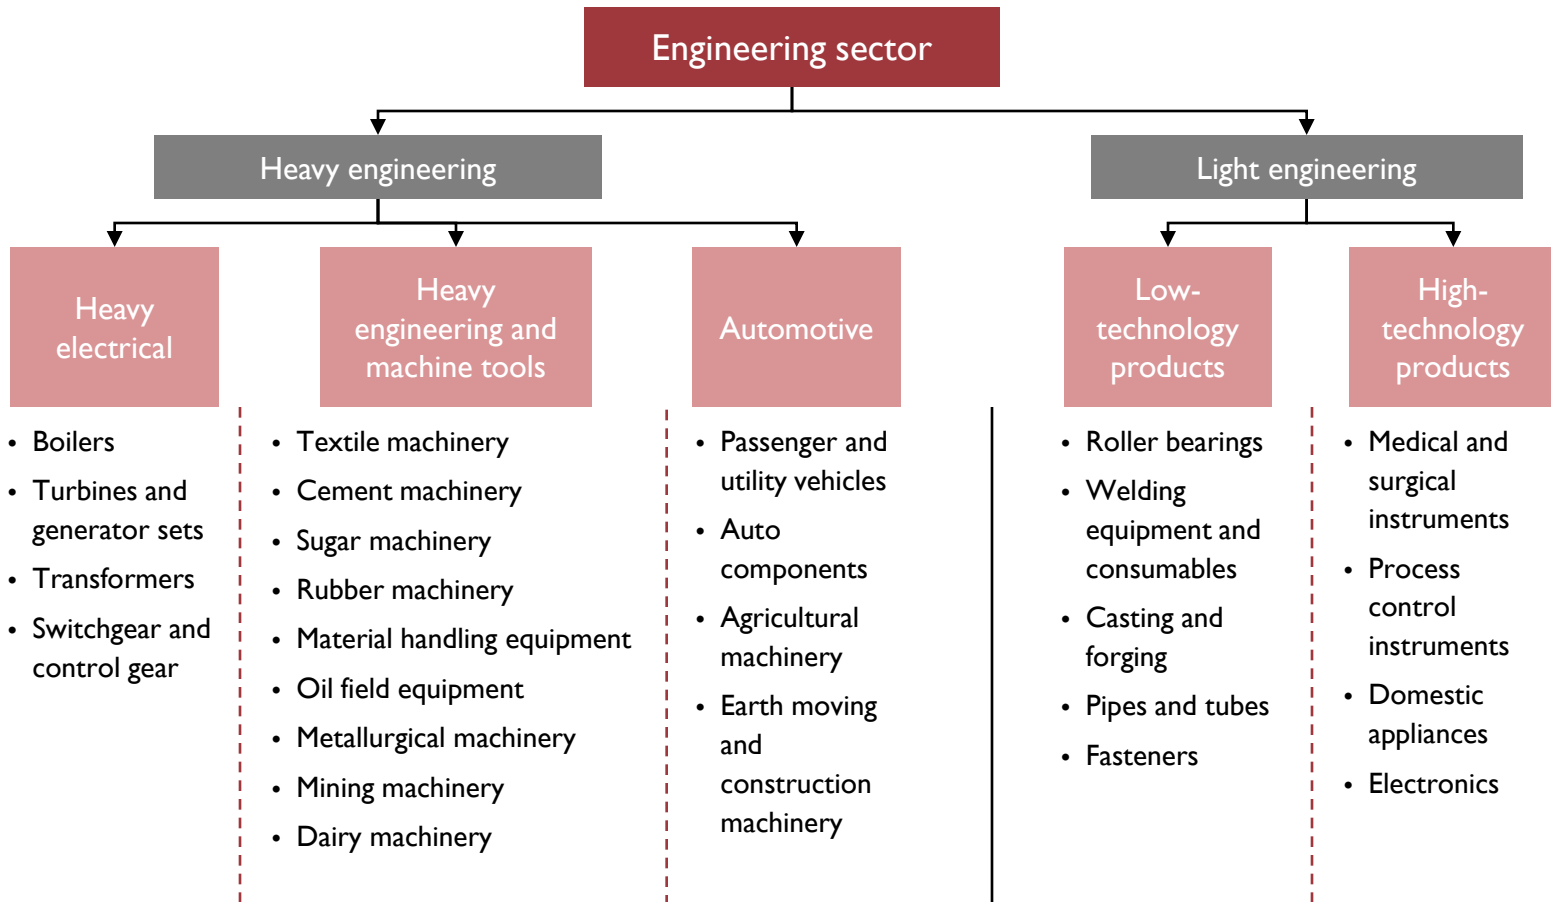 Engineering sector
Heavy engineering
Light engineering
Heavy
electrical
Heavy
engineering and
machine tools
Automotive
Low-
technology
products
High-
technology
products
• Boilers
• Turbines and
generator sets
• Transformers
• Switchgear and
control gear
• Textile machinery
• Cement machinery
• Sugar machinery
• Rubber machinery
• Material handling equipment
• Oil field equipment
• Metallurgical machinery
• Mining machinery
• Dairy machinery
• Passenger and
utility vehicles
• Auto
components
• Agricultural
machinery
• Earth moving
and
construction
machinery
• Roller bearings
• Welding
equipment and
consumables
• Casting and
forging
• Pipes and tubes
• Fasteners
• Medical and
surgical
instruments
• Process
control
instruments
• Domestic
appliances
• Electronics